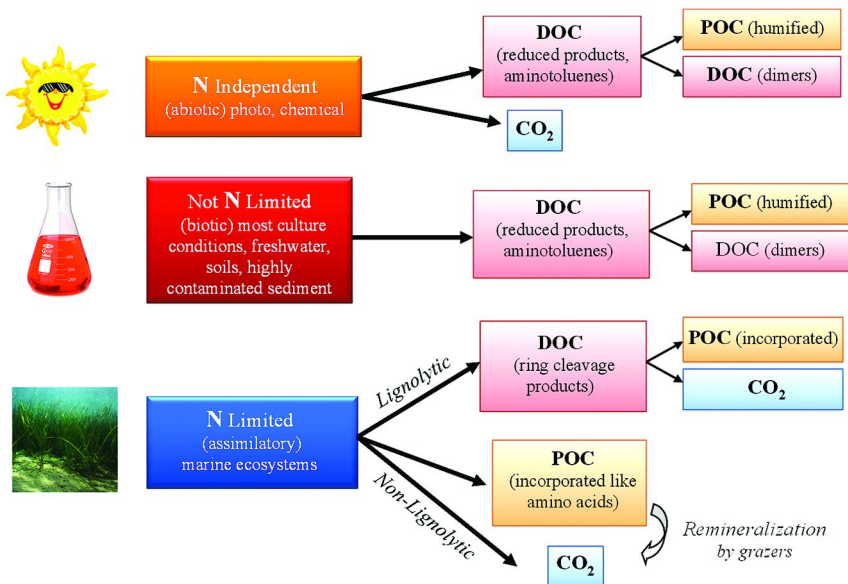 N Independent
(abiotic) photo, chemical
DOC
(reduced products,
aminotoluenes)
POC (humified)
DOC (dimers)
CO2
Not N Limited
(biotic) most culture
conditions, freshwater,
soils, highly
contaminated sediment
DOC
(reduced products,
aminotoluenes)
POC (humified)
DOC (dimers)
N Limited
(assimilatory)
marine ecosystems
Lignolytic
Non-Lignolytic
DOC
(ring cleavage
products)
POC (incorporated)
CO2
POC
(incorporated like
amino acids)
CO2
Remineralization
by grazers